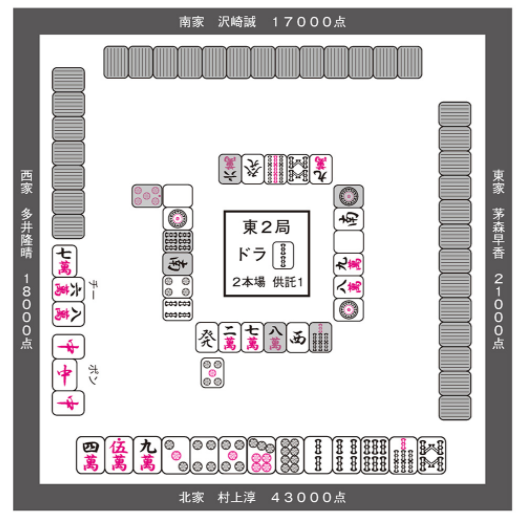 南家 沢崎誠 17000点
六萬 發 九萬
西家 多井隆晴 18000点
東家 茅森早香 21000点
南
南
九萬
八萬
東2局
ドラ
2本場 供託1
七萬
六萬
八萬
チー
中
中
中
ポン
發 二萬 七萬 八萬 西
四萬 伍萬 九萬
北家 村上淳 43000点